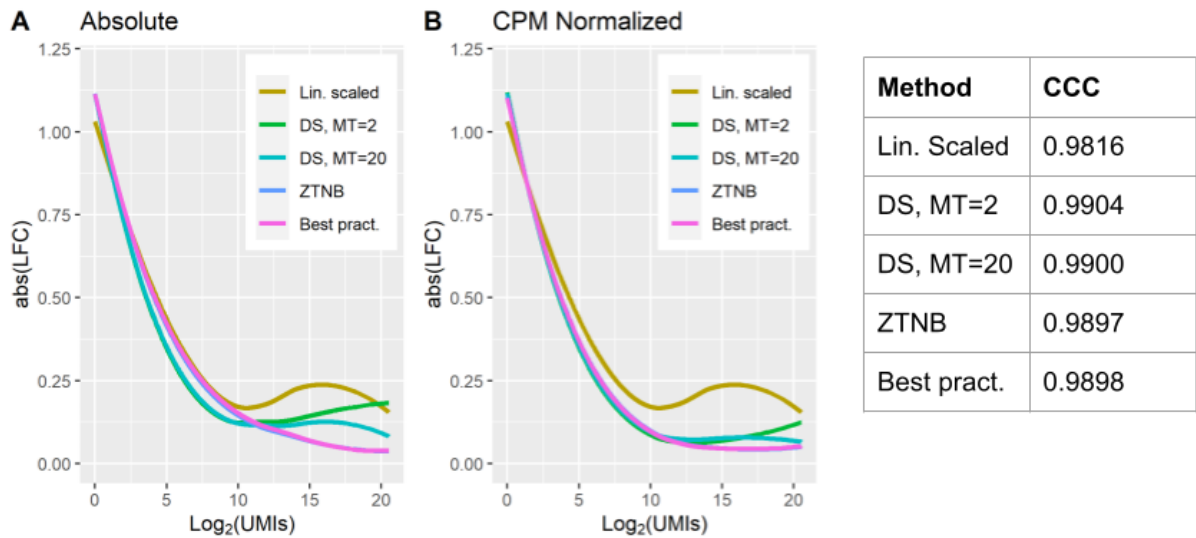 A Absolute
1.25
1.00
0.75
0.50
0.25
0.00
abs(LFC)
Lin. scaled
DS, MT=2
DS, MT=20
ZTNB
Best pract.
0 5 10 15 20
Log₂(UMIs)
B CPM Normalized
1.25
1.00
0.75
0.50
0.25
0.00
abs(LFC)
Lin. scaled
DS, MT=2
DS, MT=20
ZTNB
Best pract.
0 5 10 15 20
Log₂(UMIs)
Method CCC
Lin. Scaled 0.9816
DS, MT=2 0.9904
DS, MT=20 0.9900
ZTNB 0.9897
Best pract. 0.9898